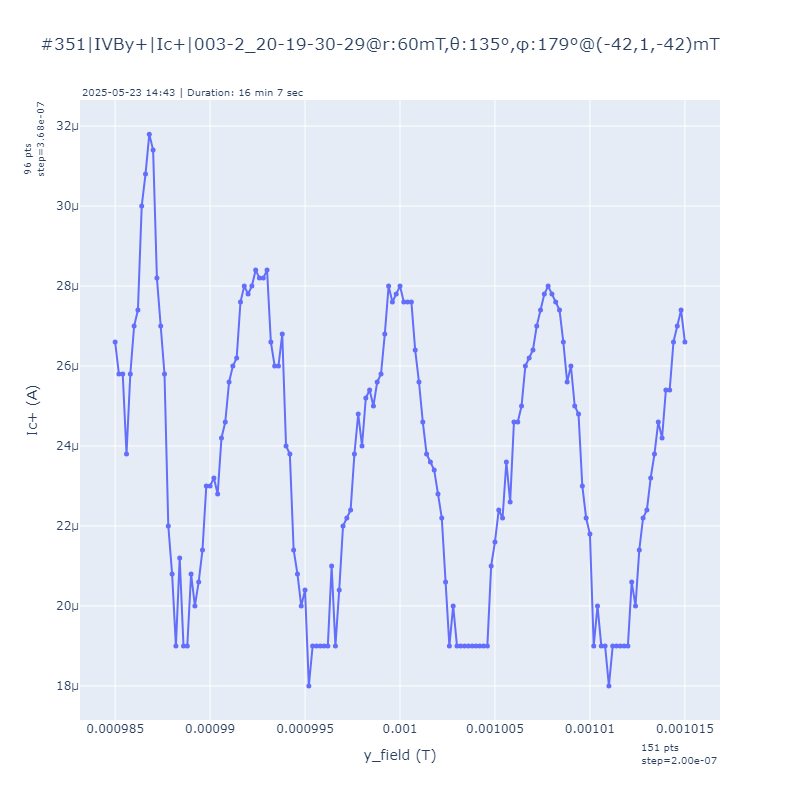 #351|IVBy+|Ic+|003-2_20-19-30-29@r:60mT,θ:135°,φ:179°@(-42,1,-42)mT
2025-05-23 14:43 | Duration: 16 min 7 sec
96 pts
step=3.68e-07
32μ
30μ
28μ
26μ
24μ
22μ
20μ
18μ
Ic+ (A)
0.000985
0.00099
0.000995
0.001
0.001005
0.00101
0.001015
y_field (T)
151 pts
step=2.00e-07